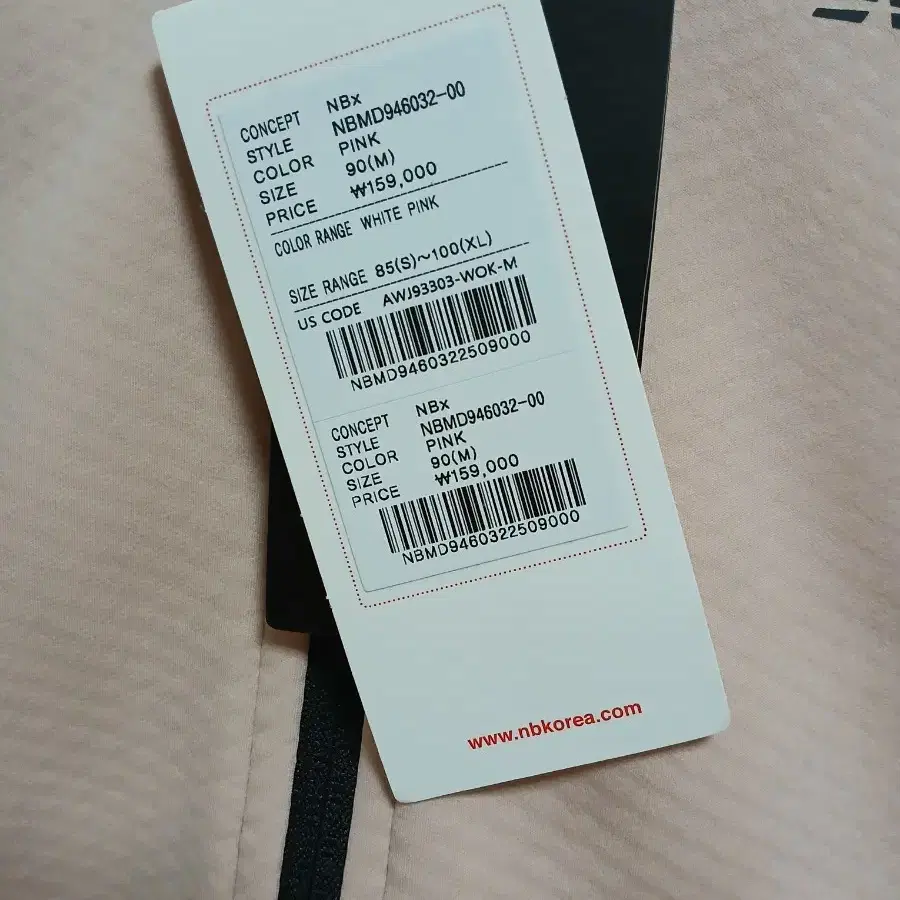 CONCEPT NBx
STYLE NBMD946032-00
COLOR PINK
SIZE 90(M)
PRICE ₩159,000
COLOR RANGE WHITE PINK
SIZE RANGE 85(S)~100(XL)
US CODE AWJ93303-WOK-M
NBMD9460322509000
CONCEPT NBx
STYLE NBMD946032-00
COLOR PINK
SIZE 90(M)
PRICE ₩159,000
NBMD9460322509000
www.nbkorea.com